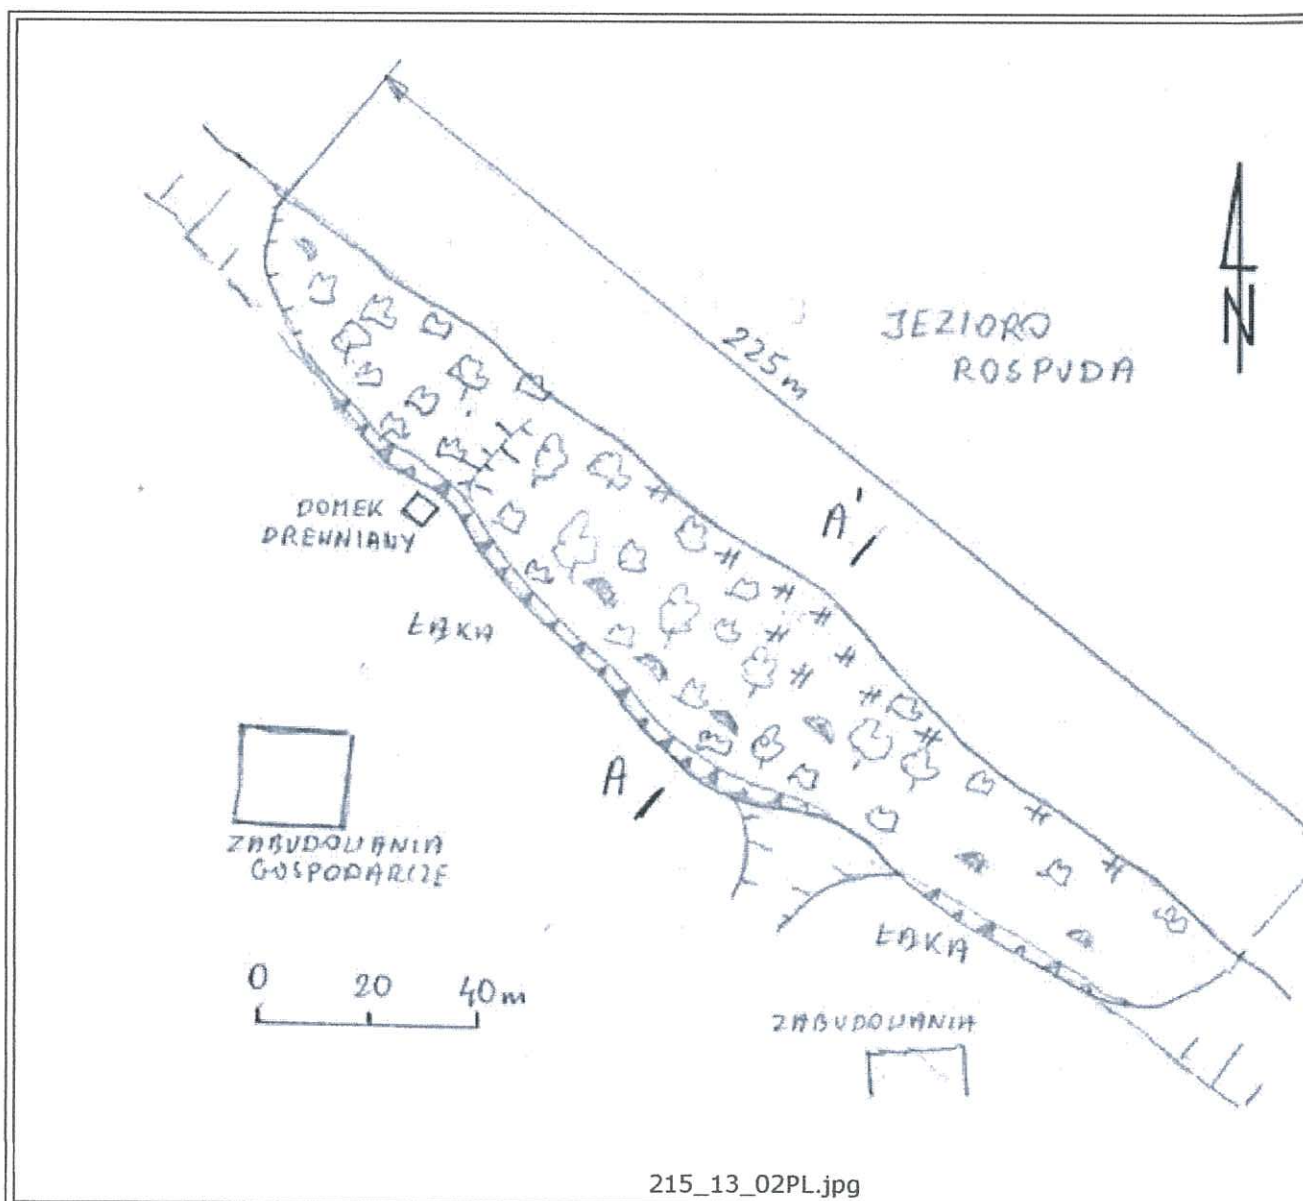 N
225m
JEZIORO
ROSPUDA
A'
DOMEK
DREWNIANY
ŁĄKA
A
ZABUDOWANIA
GOSPODARCZE
ŁĄKA
0 20 40m
ZABUDOWANIA
215_13_02PL.jpg